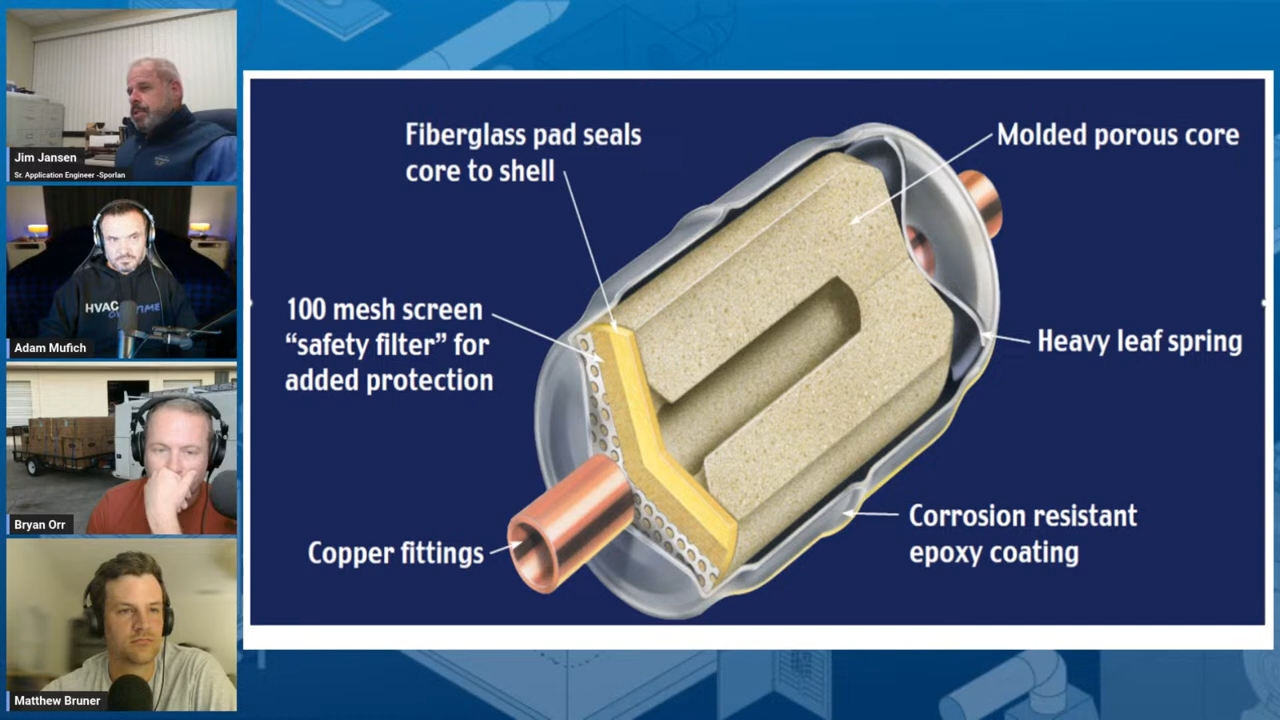 Jim Jansen
Sr. Application Engineer -Sporlan
HVAC
Adam Mufich
Bryan Orr
Matthew Bruner
Fiberglass pad seals
core to shell
Molded porous core
100 mesh screen
“safety filter” for
added protection
Heavy leaf spring
Corrosion resistant
epoxy coating
Copper fittings